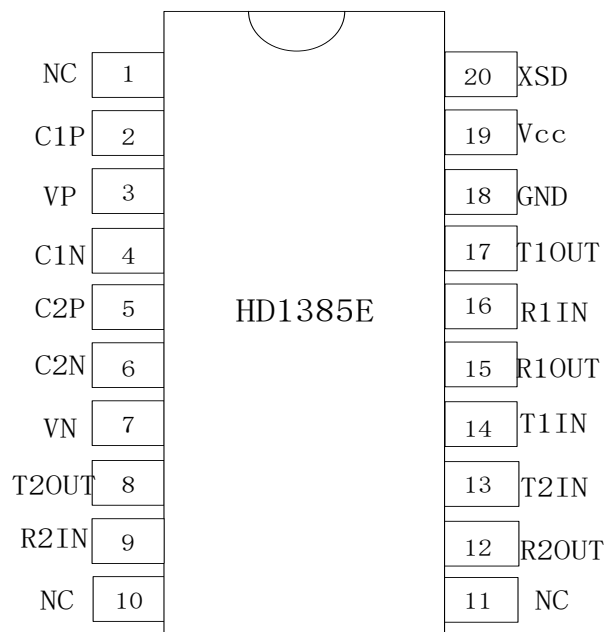 NC 1 20 XSD
C1P 2 19 Vcc
VP 3 18 GND
C1N 4 17 T1OUT
C2P 5 HD1385E 16 R1IN
C2N 6 15 R1OUT
VN 7 14 T1IN
T2OUT 8 13 T2IN
R2IN 9 12 R2OUT
NC 10 11 NC